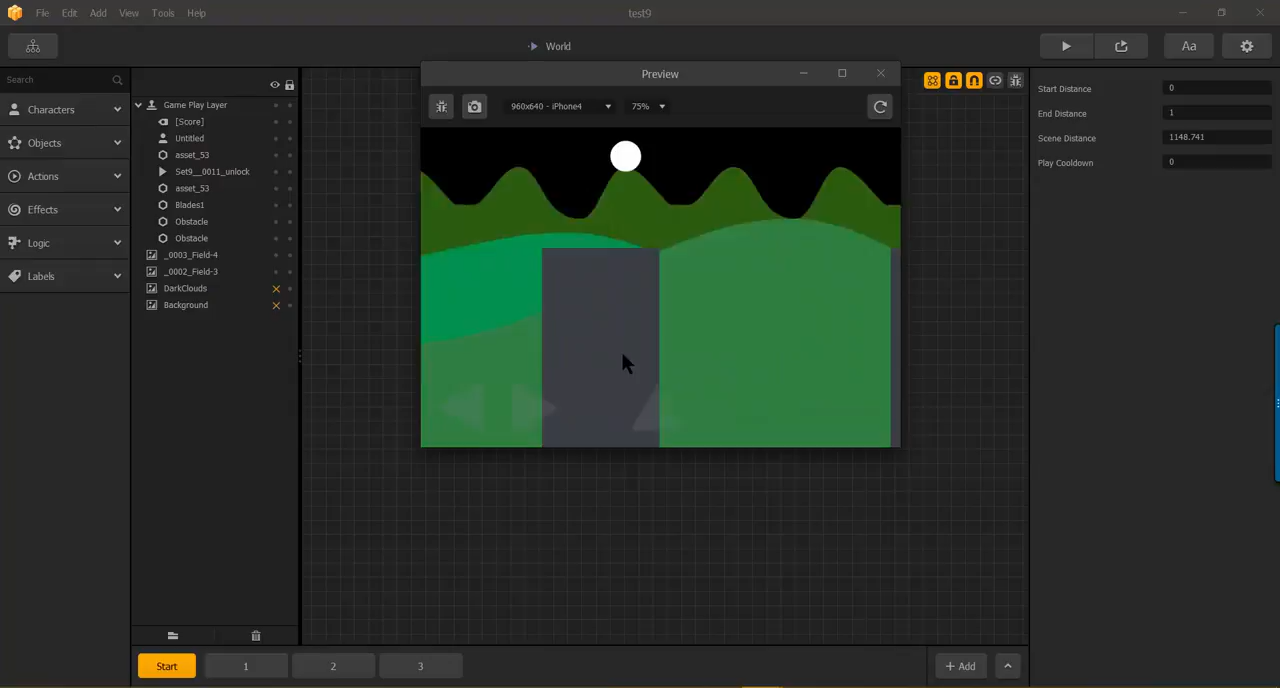 File Edit Add View Tools Help
test9
World
Aa
Search
Characters
Objects
Actions
Effects
Logic
Labels
Game Play Layer
[Score]
Untitled
asset_53
Set9__0011_unlock
asset_53
Blades1
Obstacle
Obstacle
_0003_Field-4
_0002_Field-3
DarkClouds
Background
Preview
960x640 - iPhone4
75%
Start Distance 0
End Distance 1
Scene Distance 1148.741
Play Cooldown 0
Start 1 2 3
+ Add